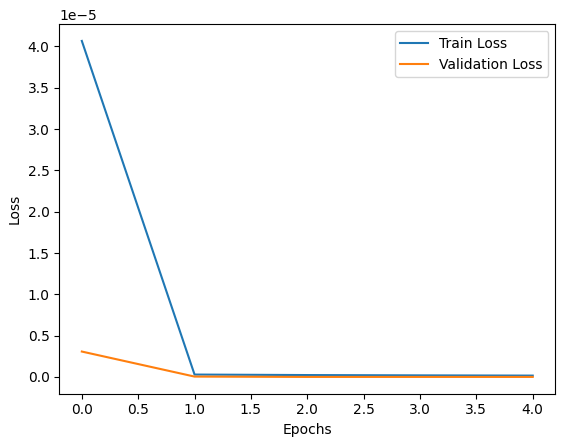 1e−5
4.0
3.5
3.0
2.5
2.0
1.5
1.0
0.5
0.0
Loss
Train Loss
Validation Loss
0.0 0.5 1.0 1.5 2.0 2.5 3.0 3.5 4.0
Epochs